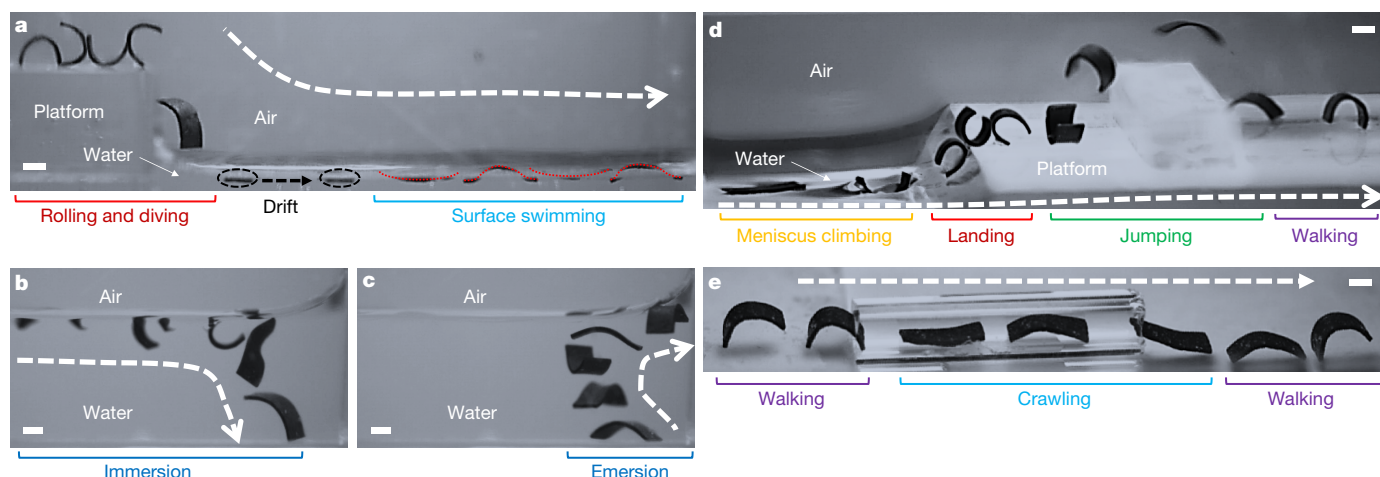 a
Platform
Air
Water
Drift
Rolling and diving
Surface swimming
b
Air
Water
Immersion
c
Air
Water
Emersion
d
Air
Water
Platform
Meniscus climbing
Landing
Jumping
Walking
e
Walking
Crawling
Walking